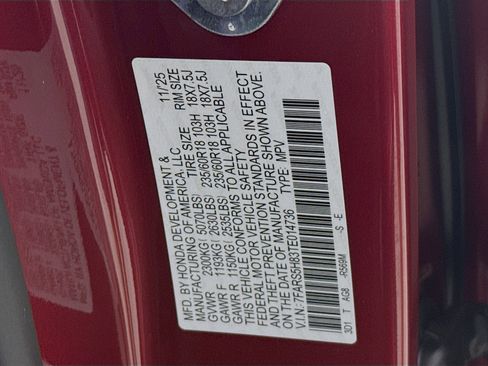 MFD. BY HONDA DEVELOPMENT &
MANUFACTURING OF AMERICA, LLC 11/25
TIRE SIZE RIM SIZE
GVWR 2300KG( 5070LBS) 235/60R18 103H 18X7.5J
GAWR F 1193KG( 2630LBS) 235/60R18 103H 18X7.5J
GAWR R 1150KG( 2535LBS)
THIS VEHICLE CONFORMS TO ALL APPLICABLE
FEDERAL MOTOR VEHICLE SAFETY
AND THEFT PREVENTION STANDARDS IN EFFECT
ON THE DATE OF MANUFACTURE SHOWN ABOVE.
V.I.N.: 7FARS5H83TE014736 TYPE: MPV
3D1 T AG8 -R569M -S -E